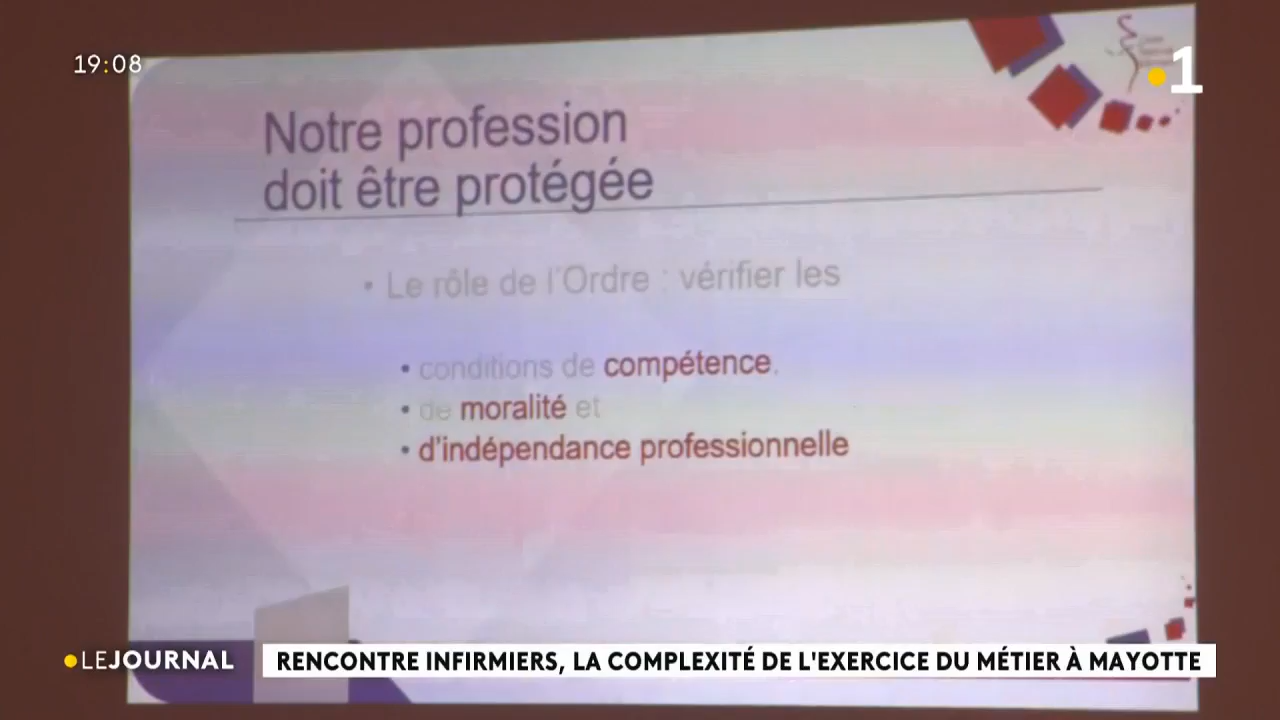 19:08
1
Notre profession
doit être protégée
• Le rôle de l'Ordre : vérifier les
• conditions de compétence,
• de moralité et
• d'indépendance professionnelle
LEJOURNAL
RENCONTRE INFIRMIERS, LA COMPLEXITÉ DE L'EXERCICE DU MÉTIER À MAYOTTE